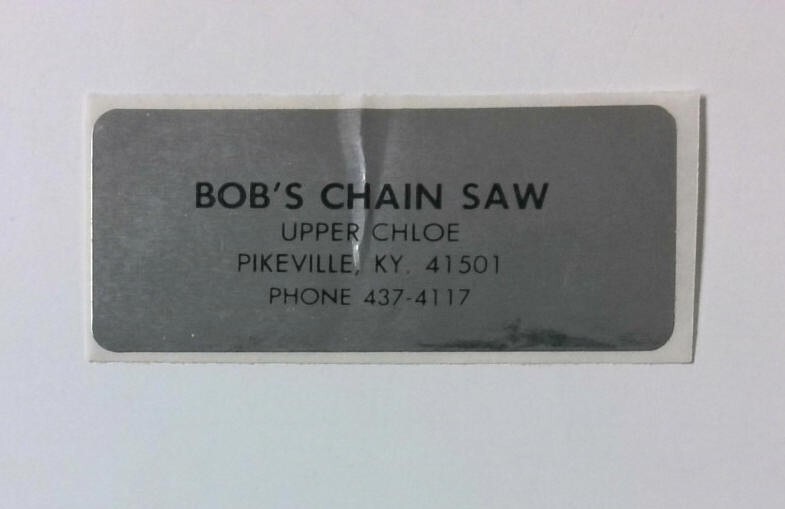 BOB'S CHAIN SAW
UPPER CHLOE
PIKEVILLE, KY. 41501
PHONE 437-4117